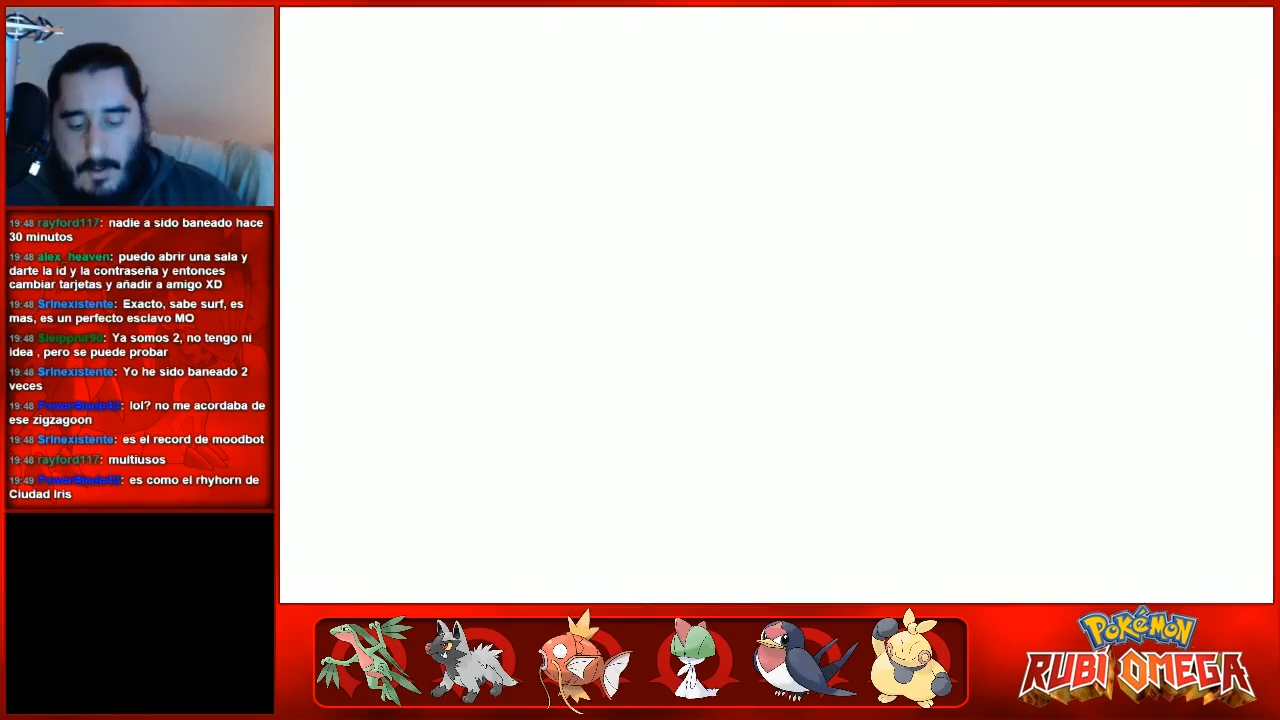 19:48 rayford117: nadie a sido baneado hace
30 minutos
19:48 alex_heaven: puedo abrir una sala y
darte la id y la contraseña y entonces
cambiar tarjetas y añadir a amigo XD
19:48 SrInexistente: Exacto, sabe surf, es
mas, es un perfecto esclavo MO
19:48 Sleippnir90: Ya somos 2, no tengo ni
idea , pero se puede probar
19:48 SrInexistente: Yo he sido baneado 2
veces
19:48 : lol? no me acordaba de
ese zigzagoon
19:48 SrInexistente: es el record de moodbot
19:48 rayford117: multiusos
19:49 : es como el rhyhorn de
Ciudad Iris
POKéMON
RUBI OMEGA